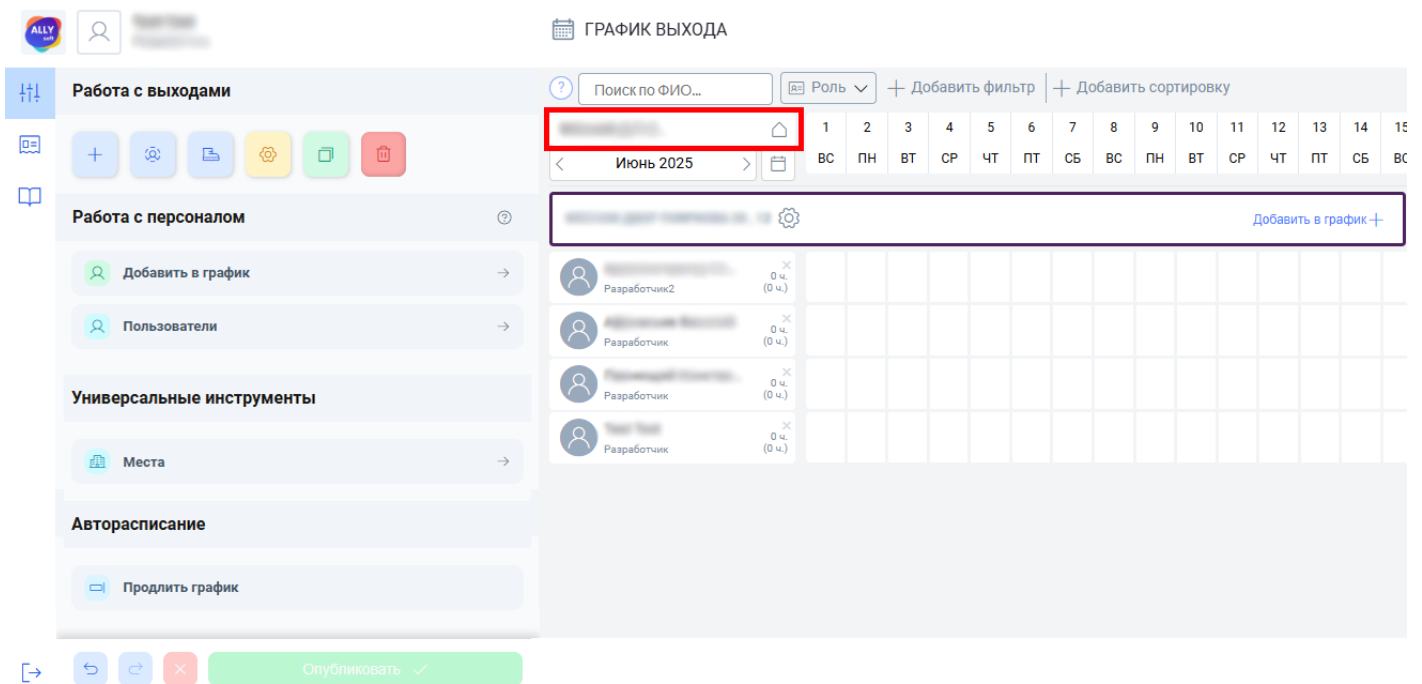 ALLY
soft
ГРАФИК ВЫХОДА
Работа с выходами
Работа с персоналом
Добавить в график
Пользователи
Универсальные инструменты
Места
Авторасписание
Продлить график
Опубликовать
? Поиск по ФИО... Роль Добавить фильтр Добавить сортировку
1 2 3 4 5 6 7 8 9 10 11 12 13 14 15
Июнь 2025 ВС ПН ВТ СР ЧТ ПТ СБ ВС ПН ВТ СР ЧТ ПТ СБ
Добавить в график
0 ч.
Разработчик2 (0 ч.)
0 ч.
Разработчик (0 ч.)
0 ч.
Разработчик (0 ч.)
0 ч.
Разработчик (0 ч.)